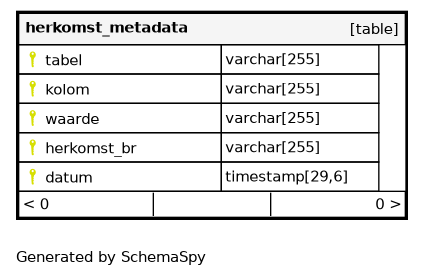 herkomst_metadata [table]
tabel varchar[255]
kolom varchar[255]
waarde varchar[255]
herkomst_br varchar[255]
datum timestamp[29,6]
< 0 0 >
Generated by SchemaSpy